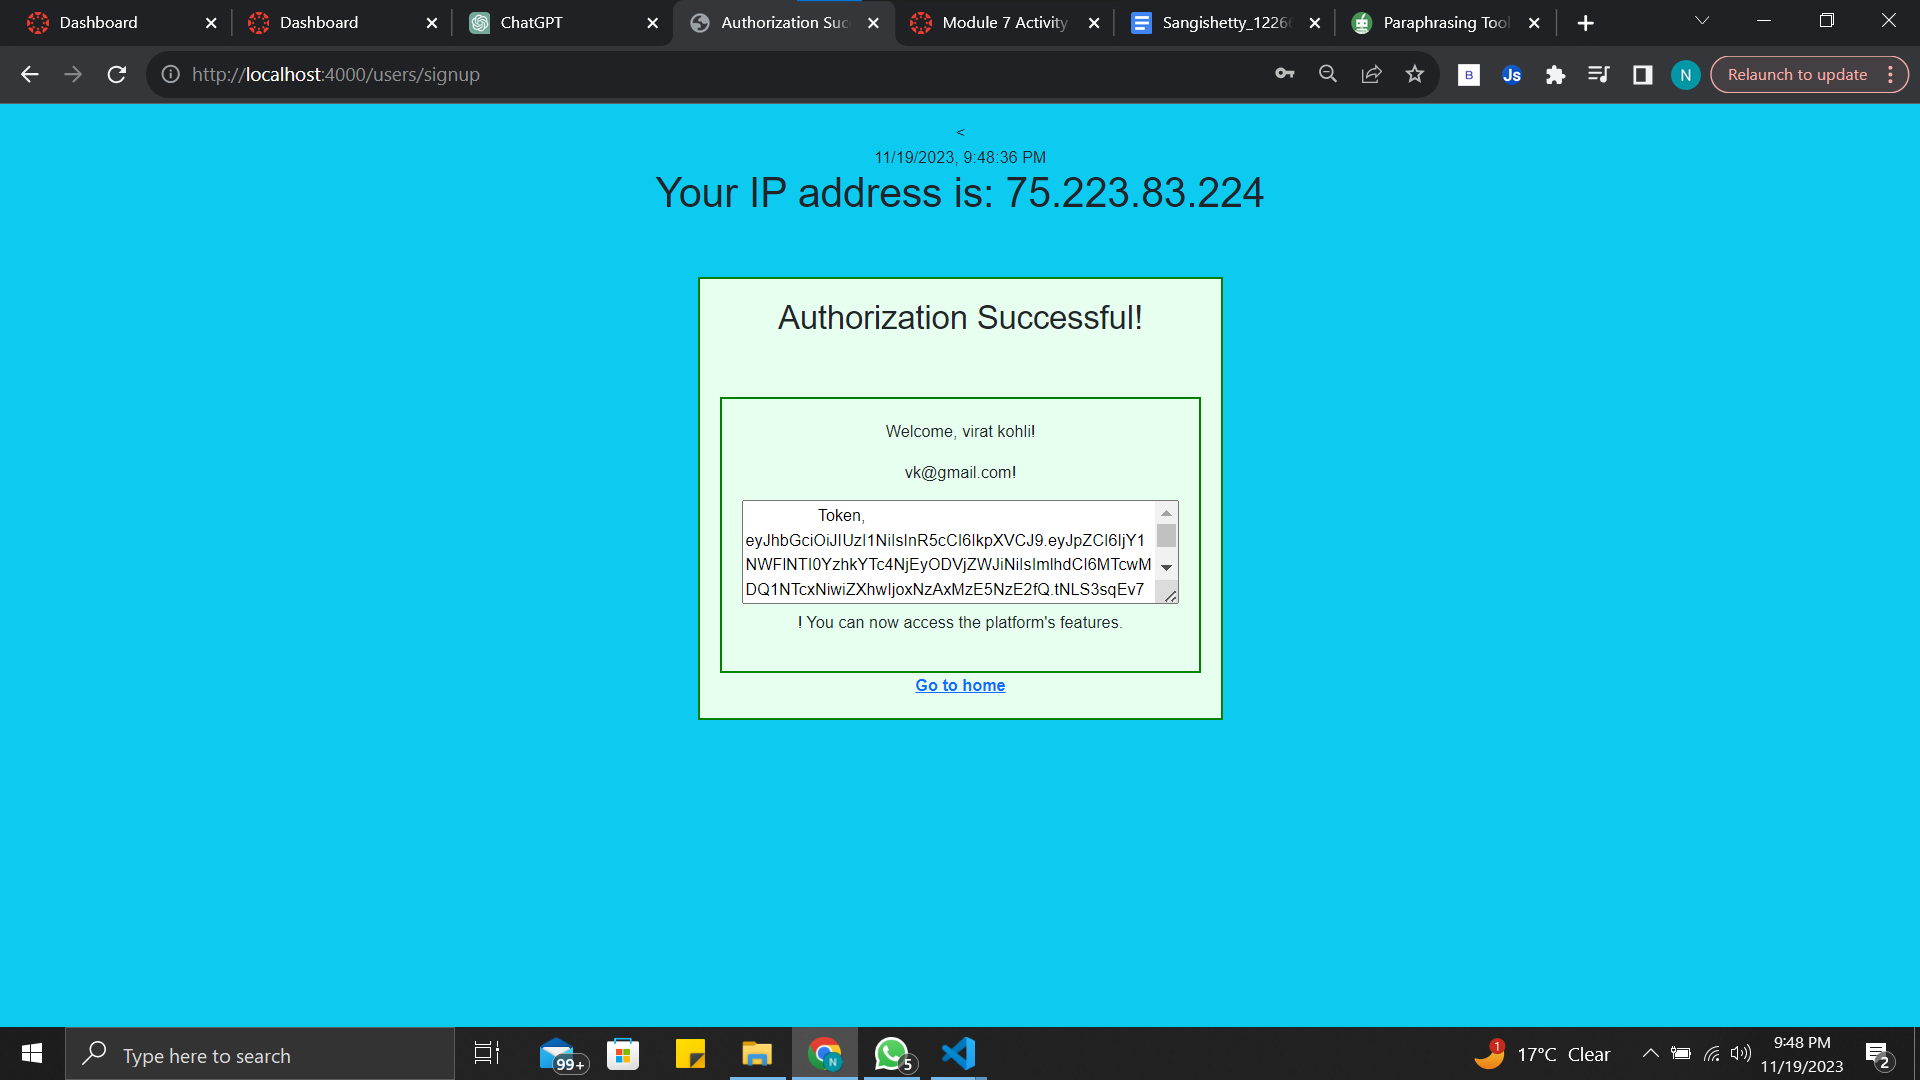 Dashboard
Dashboard
ChatGPT
Authorization Suc
Module 7 Activity
Sangishetty_1226
Paraphrasing Tool
http://localhost:4000/users/signup
B
Js
N
Relaunch to update
<
11/19/2023, 9:48:36 PM
Your IP address is: 75.223.83.224
Authorization Successful!
Welcome, virat kohli!
vk@gmail.com!
Token,
eyJhbGciOiJIUzI1NiIsInR5cCI6IkpXVCJ9.eyJpZCI6IjY1
NWFlNTI0YzhkYTc4NjEyODVjZWJiNiIsImlhdCI6MTcwM
DQ1NTcxNiwiZXhwIjoxNzAxMzE5NzE2fQ.tNLS3sqEv7
! You can now access the platform's features.
Go to home
Type here to search
99+
N
5
1
17°C Clear
9:48 PM
11/19/2023
2